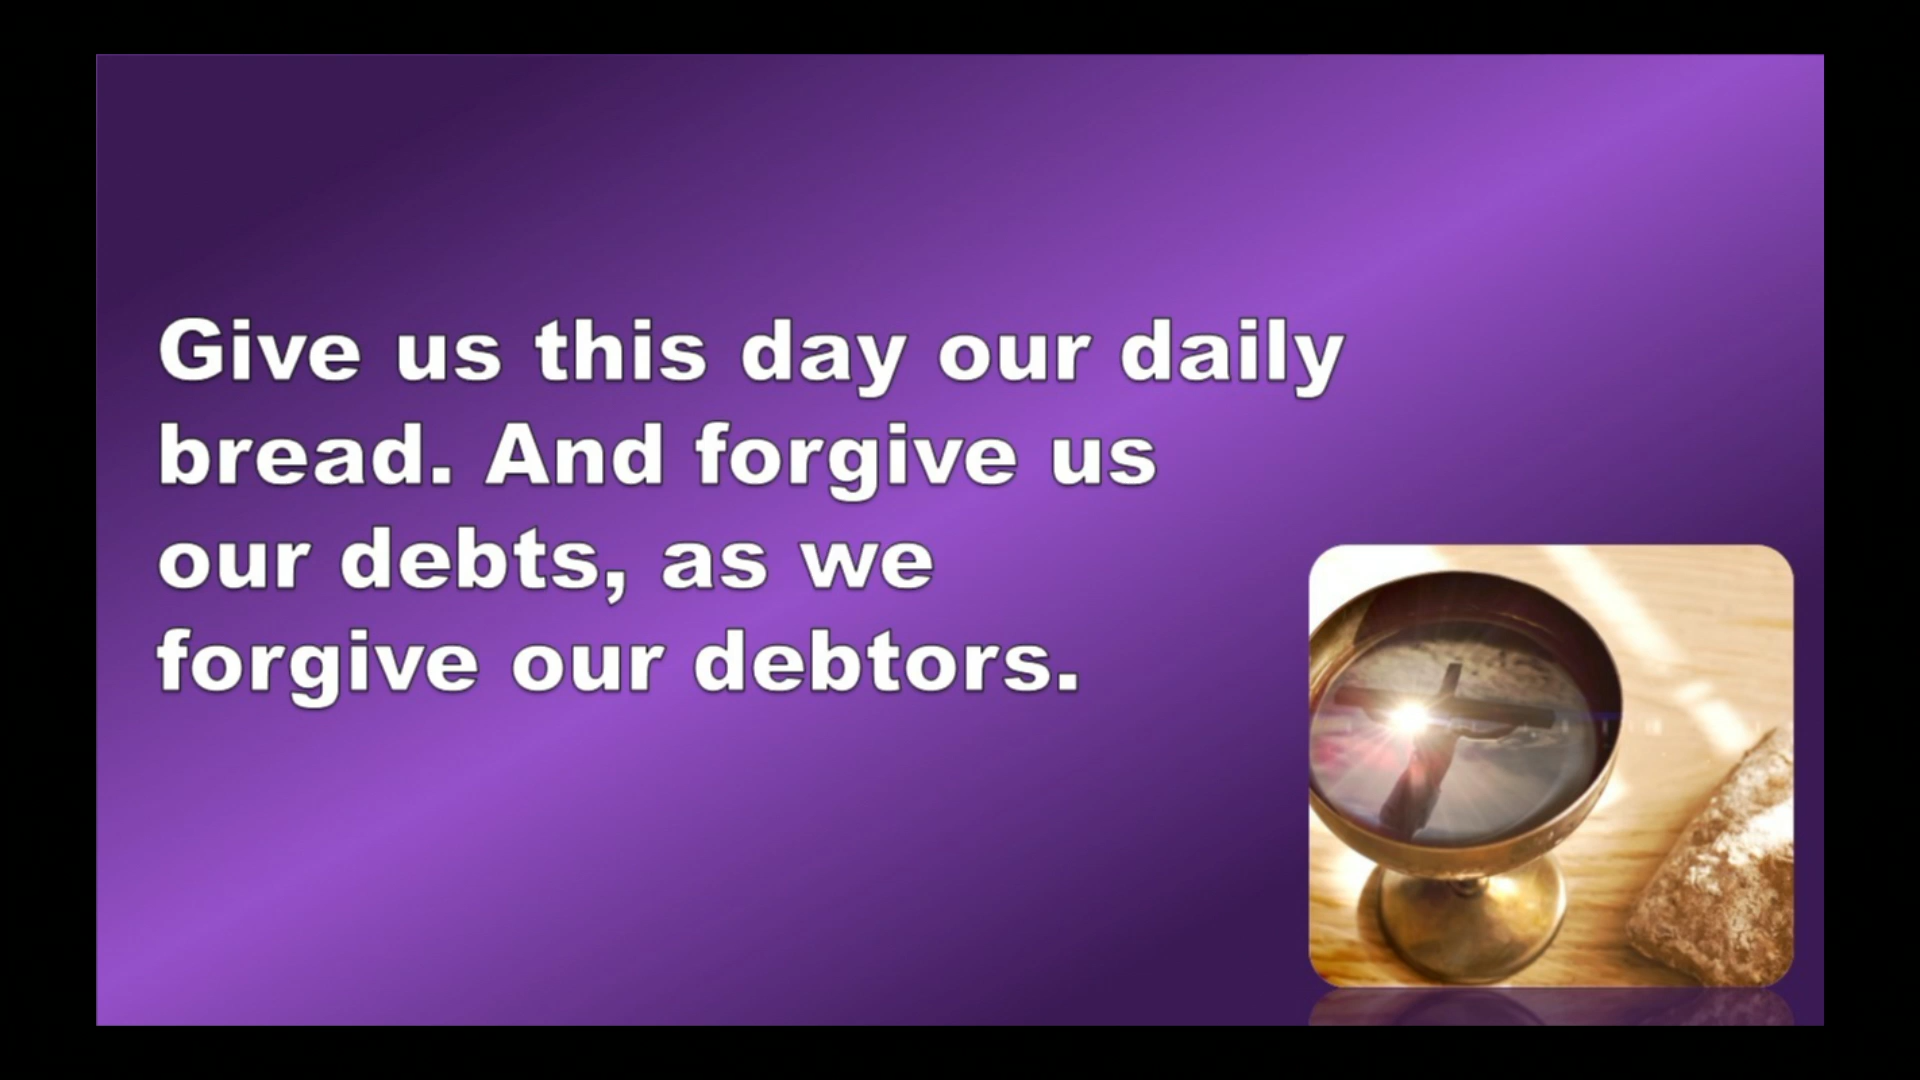 Give us this day our daily
bread. And forgive us
our debts, as we
forgive our debtors.